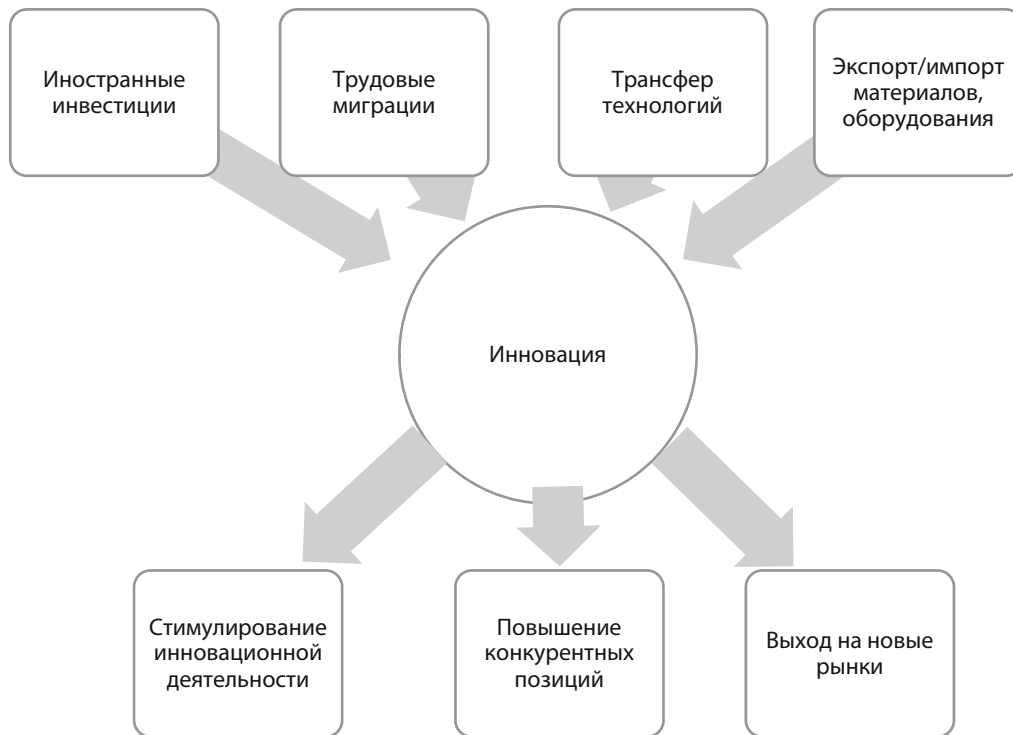 Иностранные
инвестиции
Трудовые
миграции
Трансфер
технологий
Экспорт/импорт
материалов,
оборудования
Инновация
Стимулирование
инновационной
деятельности
Повышение
конкурентных
позиций
Выход на новые
рынки